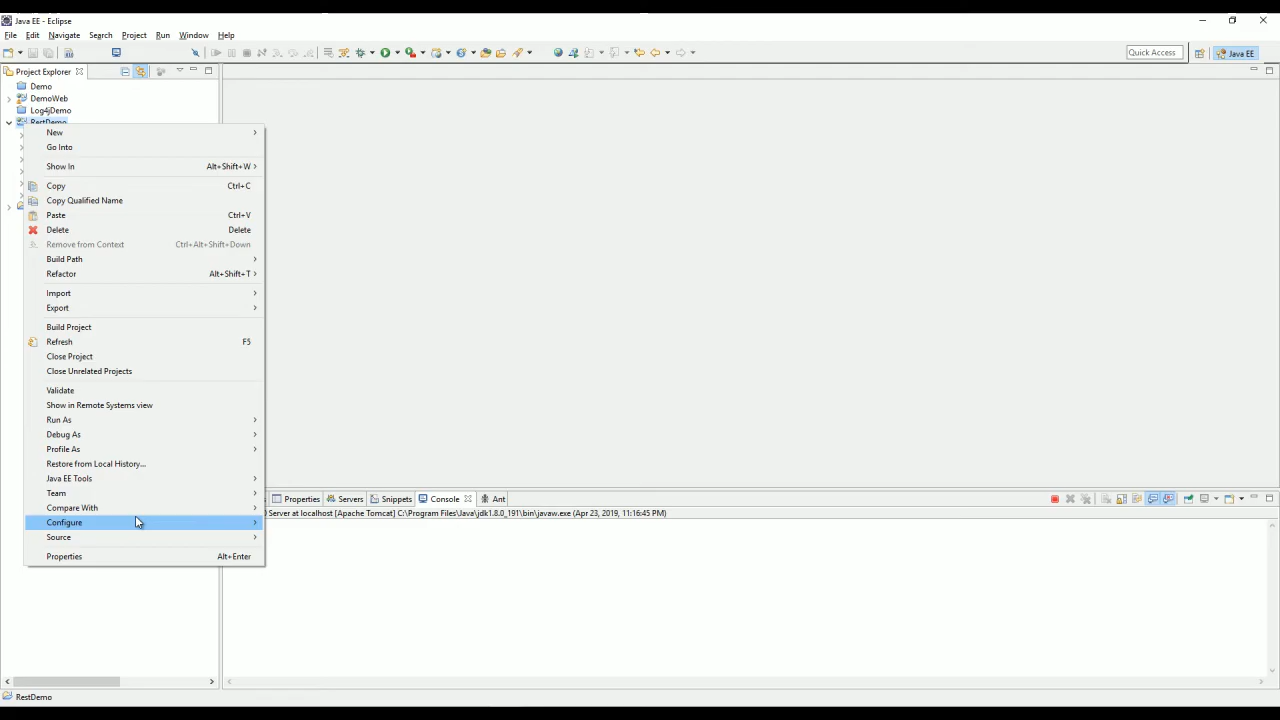 Java EE - Eclipse
File Edit Navigate Search Project Run Window Help
Quick Access Java EE
Project Explorer
Demo
DemoWeb
Log4jDemo
RestDemo
New
Go Into
Show In Alt+Shift+W
Copy Ctrl+C
Copy Qualified Name
Paste Ctrl+V
Delete Delete
Remove from Context Ctrl+Alt+Shift+Down
Build Path
Refactor Alt+Shift+T
Import
Export
Build Project
Refresh F5
Close Project
Close Unrelated Projects
Validate
Show in Remote Systems view
Run As
Debug As
Profile As
Restore from Local History...
Java EE Tools
Team
Compare With
Configure
Source
Properties Alt+Enter
Properties Servers Snippets Console Ant
Server at localhost [Apache Tomcat] C:\Program Files\Java\jdk1.8.0_191\bin\javaw.exe (Apr 23, 2019, 11:16:45 PM)
RestDemo